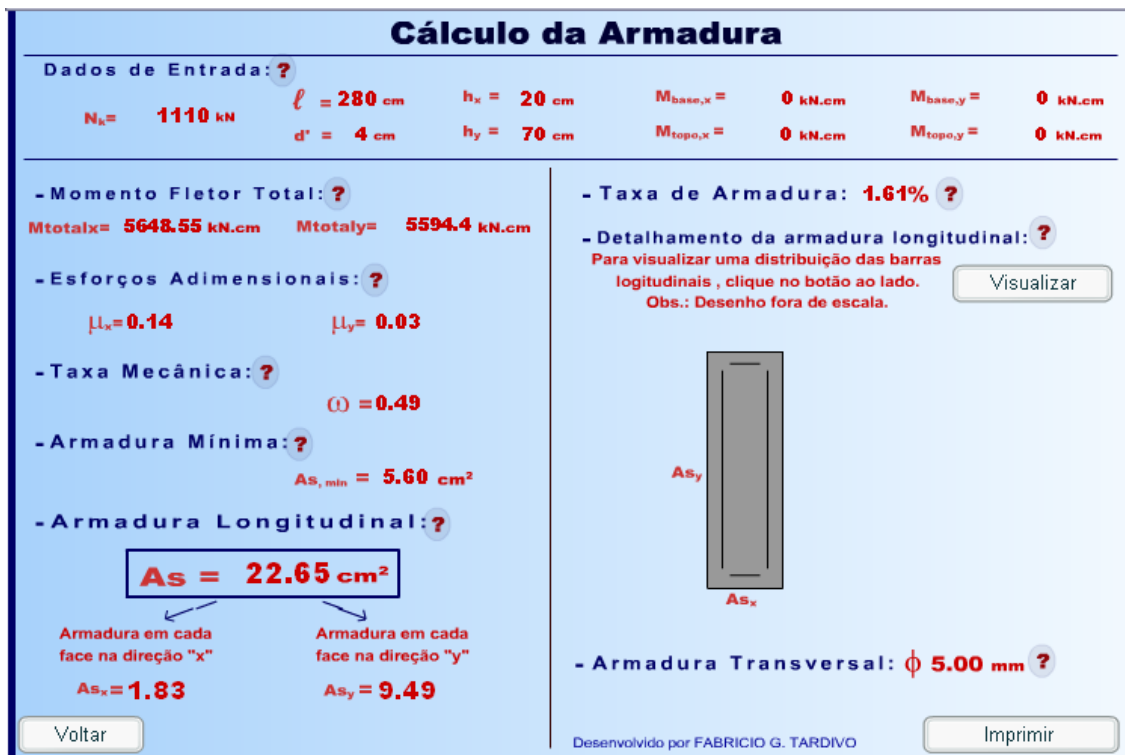 Cálculo da Armadura
Dados de Entrada: ?
Nk= 1110 kN
ℓ = 280 cm
d' = 4 cm
hx = 20 cm
hy = 70 cm
Mbase,x = 0 kN.cm
Mtopo,x = 0 kN.cm
Mbase,y = 0 kN.cm
Mtopo,y = 0 kN.cm
- Momento Fletor Total: ?
Mtotalx= 5648.55 kN.cm Mtotaly= 5594.4 kN.cm
- Esforços Adimensionais: ?
μx= 0.14 μy= 0.03
- Taxa Mecânica: ?
ω = 0.49
- Armadura Mínima: ?
As, min = 5.60 cm²
- Armadura Longitudinal: ?
As = 22.65 cm²
Armadura em cada
face na direção "x"
Asx= 1.83
Armadura em cada
face na direção "y"
Asy = 9.49
Voltar
- Taxa de Armadura: 1.61% ?
- Detalhamento da armadura longitudinal: ?
Para visualizar uma distribuição das barras
logitudinais , clique no botão ao lado.
Obs.: Desenho fora de escala.
Visualizar
Asy
Asx
- Armadura Transversal: ϕ 5.00 mm ?
Desenvolvido por FABRICIO G. TARDIVO
Imprimir